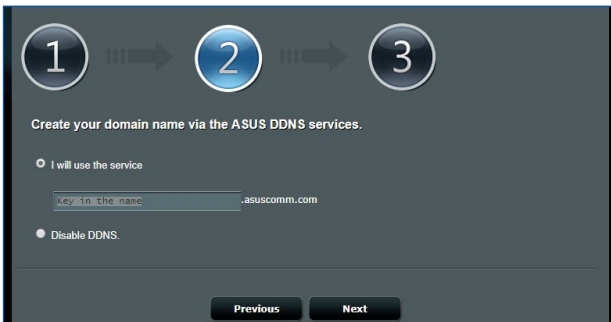 1 2 3
Create your domain name via the ASUS DDNS services.
I will use the service
Key in the name .asuscomm.com
Disable DDNS.
Previous Next